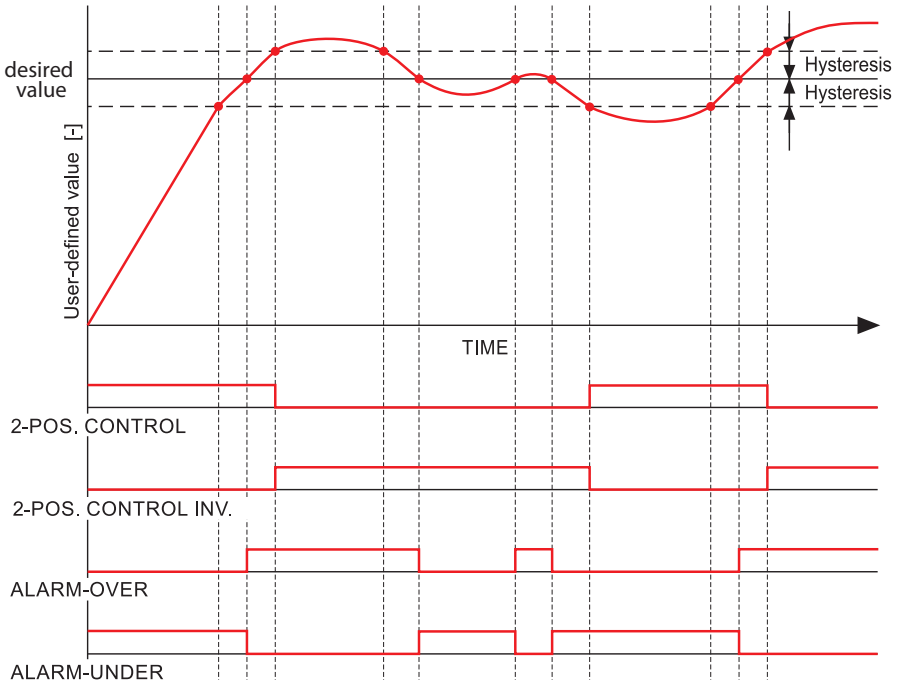 desired
value
Hysteresis
Hysteresis
User-defined value [-]
TIME
2-POS. CONTROL
2-POS. CONTROL INV.
ALARM-OVER
ALARM-UNDER